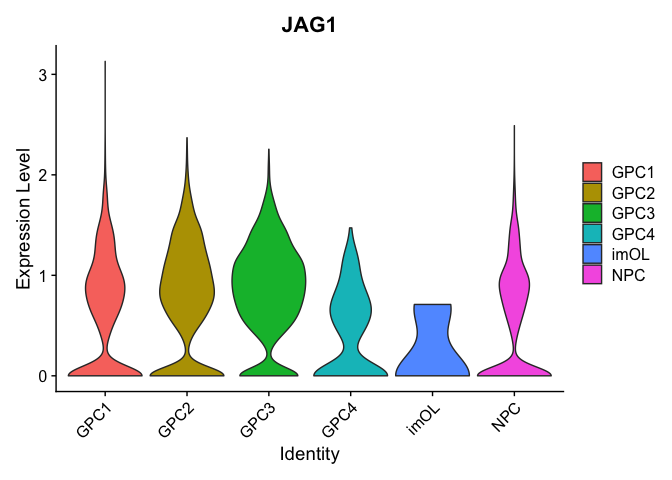 JAG1
Expression Level
3
2
1
0
GPC1
GPC2
GPC3
GPC4
imOL
NPC
Identity
GPC1
GPC2
GPC3
GPC4
imOL
NPC